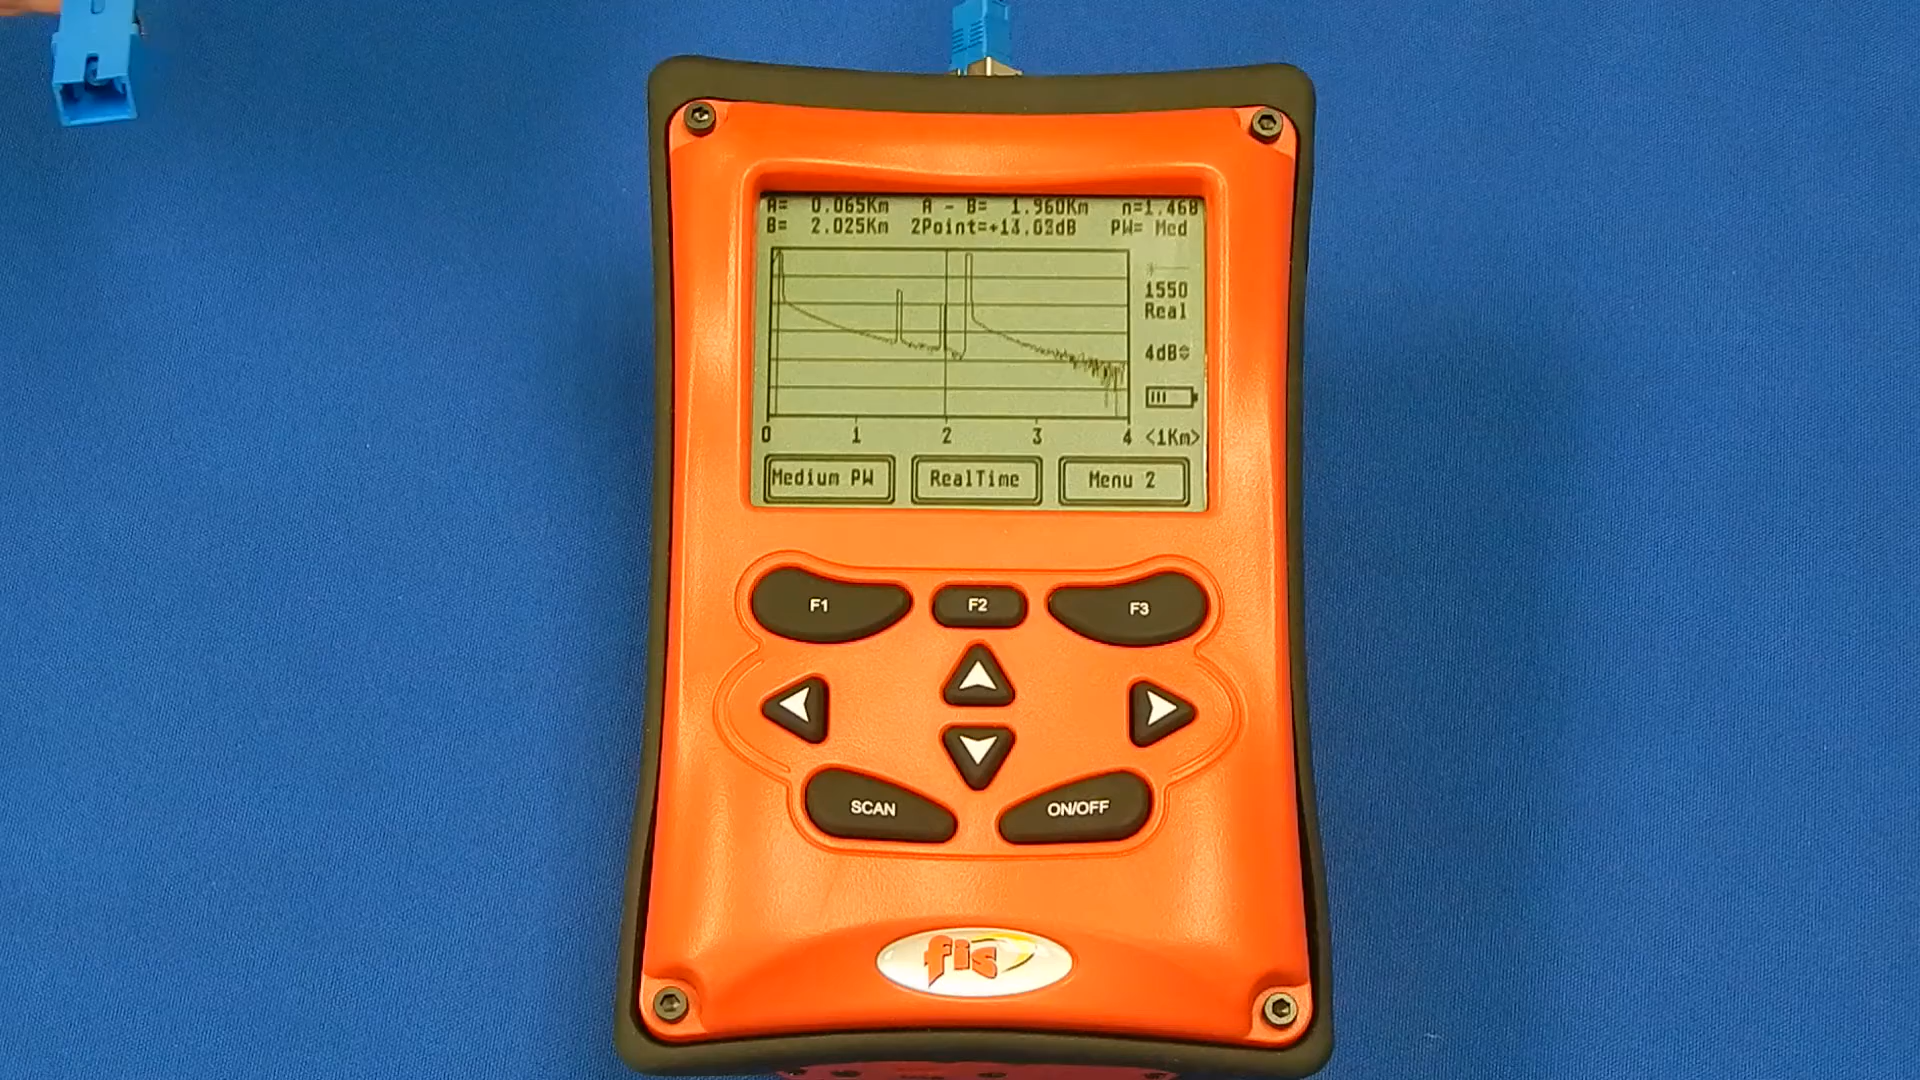 A= 0.065Km A - B= 1.960Km n=1.468
B= 2.025Km 2Point=+13.03dB PW= Med
1550
Real
4dB
0 1 2 3 4 <1Km>
Medium PW RealTime Menu 2
F1 F2 F3
SCAN ON/OFF
fis